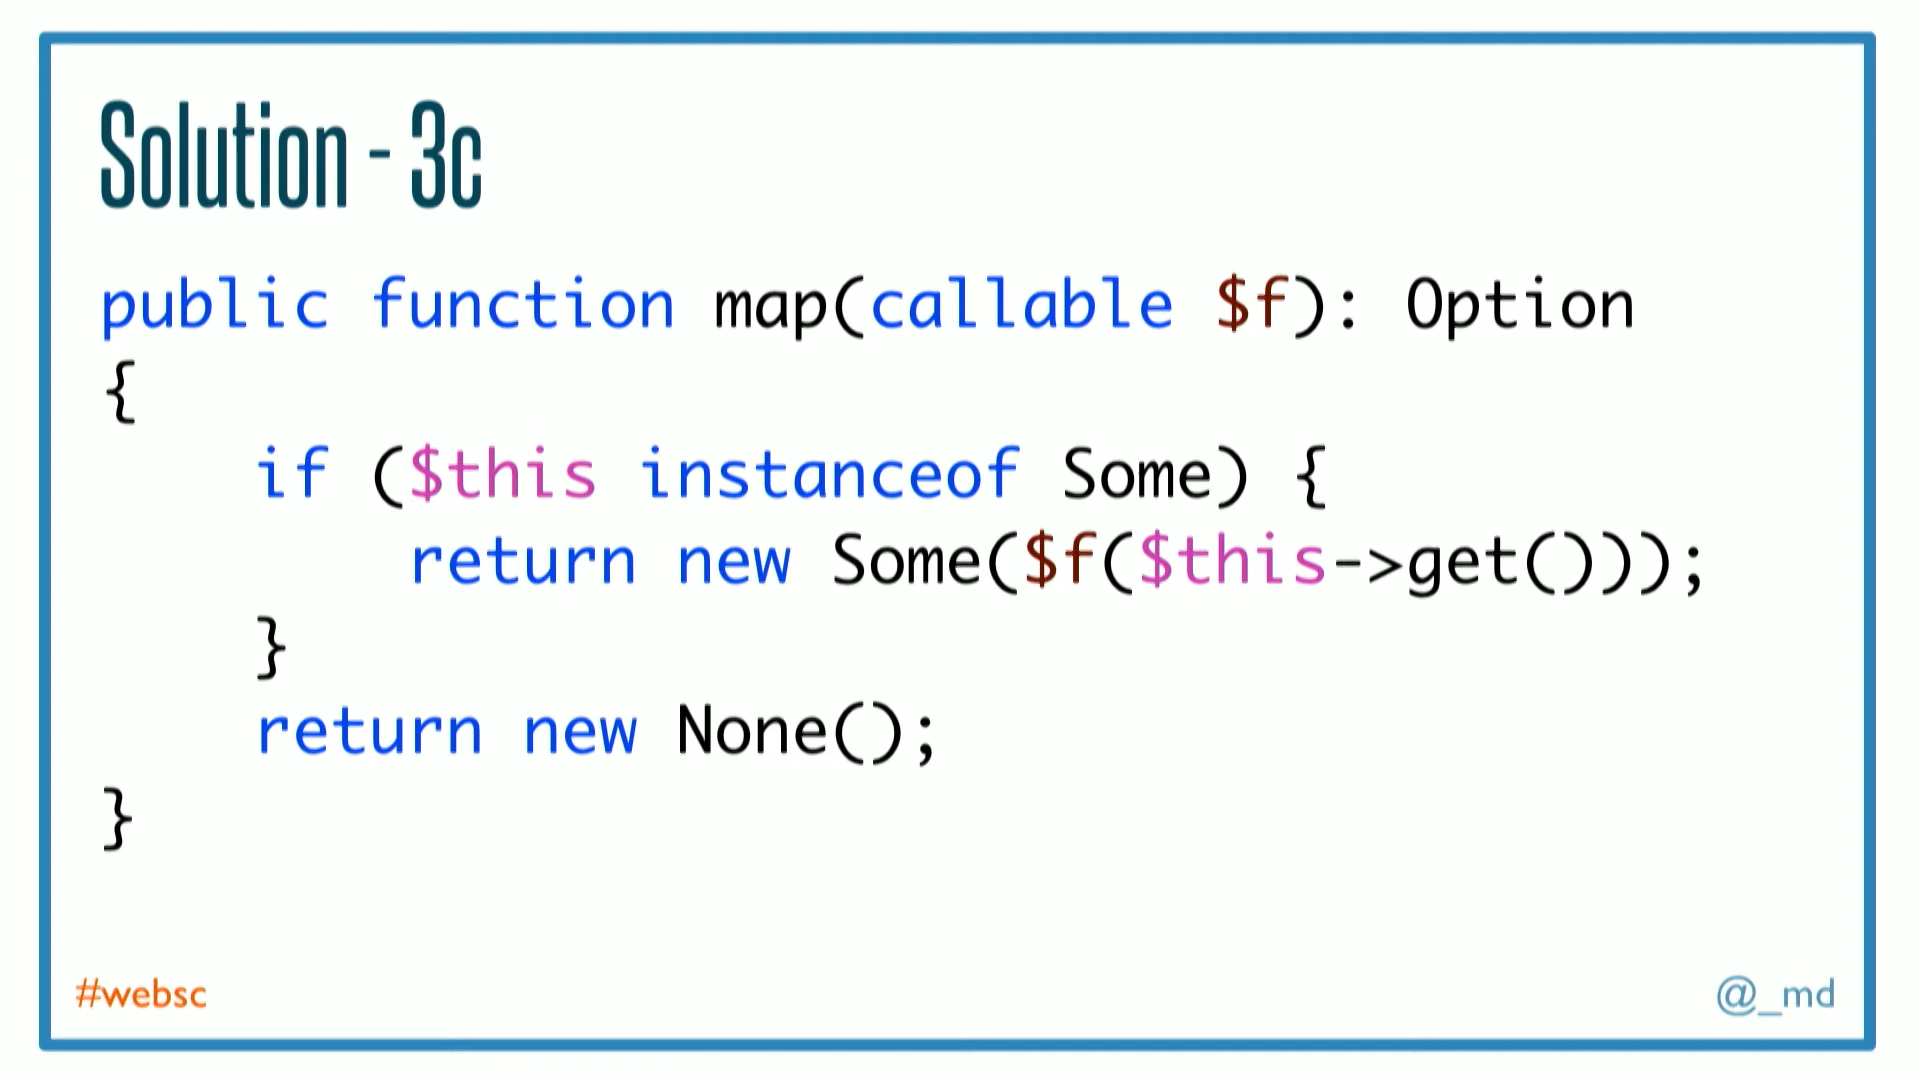 Solution - 3c
public function map(callable $f): Option
{
    if ($this instanceof Some) {
        return new Some($f($this->get()));
    }
    return new None();
}
#websc
@_md